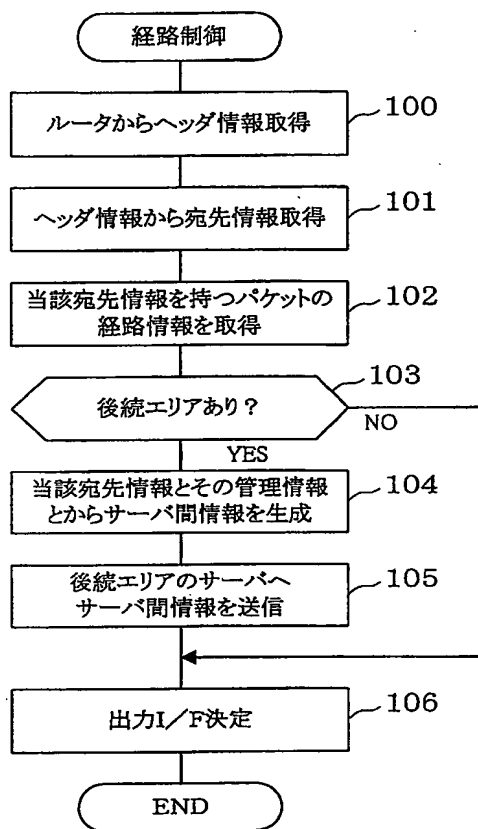 経路制御
ルータからヘッダ情報取得
100
ヘッダ情報から宛先情報取得
101
当該宛先情報を持つパケットの
経路情報を取得
102
後続エリアあり?
103
NO
YES
当該宛先情報とその管理情報
とからサーバ間情報を生成
104
後続エリアのサーバへ
サーバ間情報を送信
105
出力I/F決定
106
END